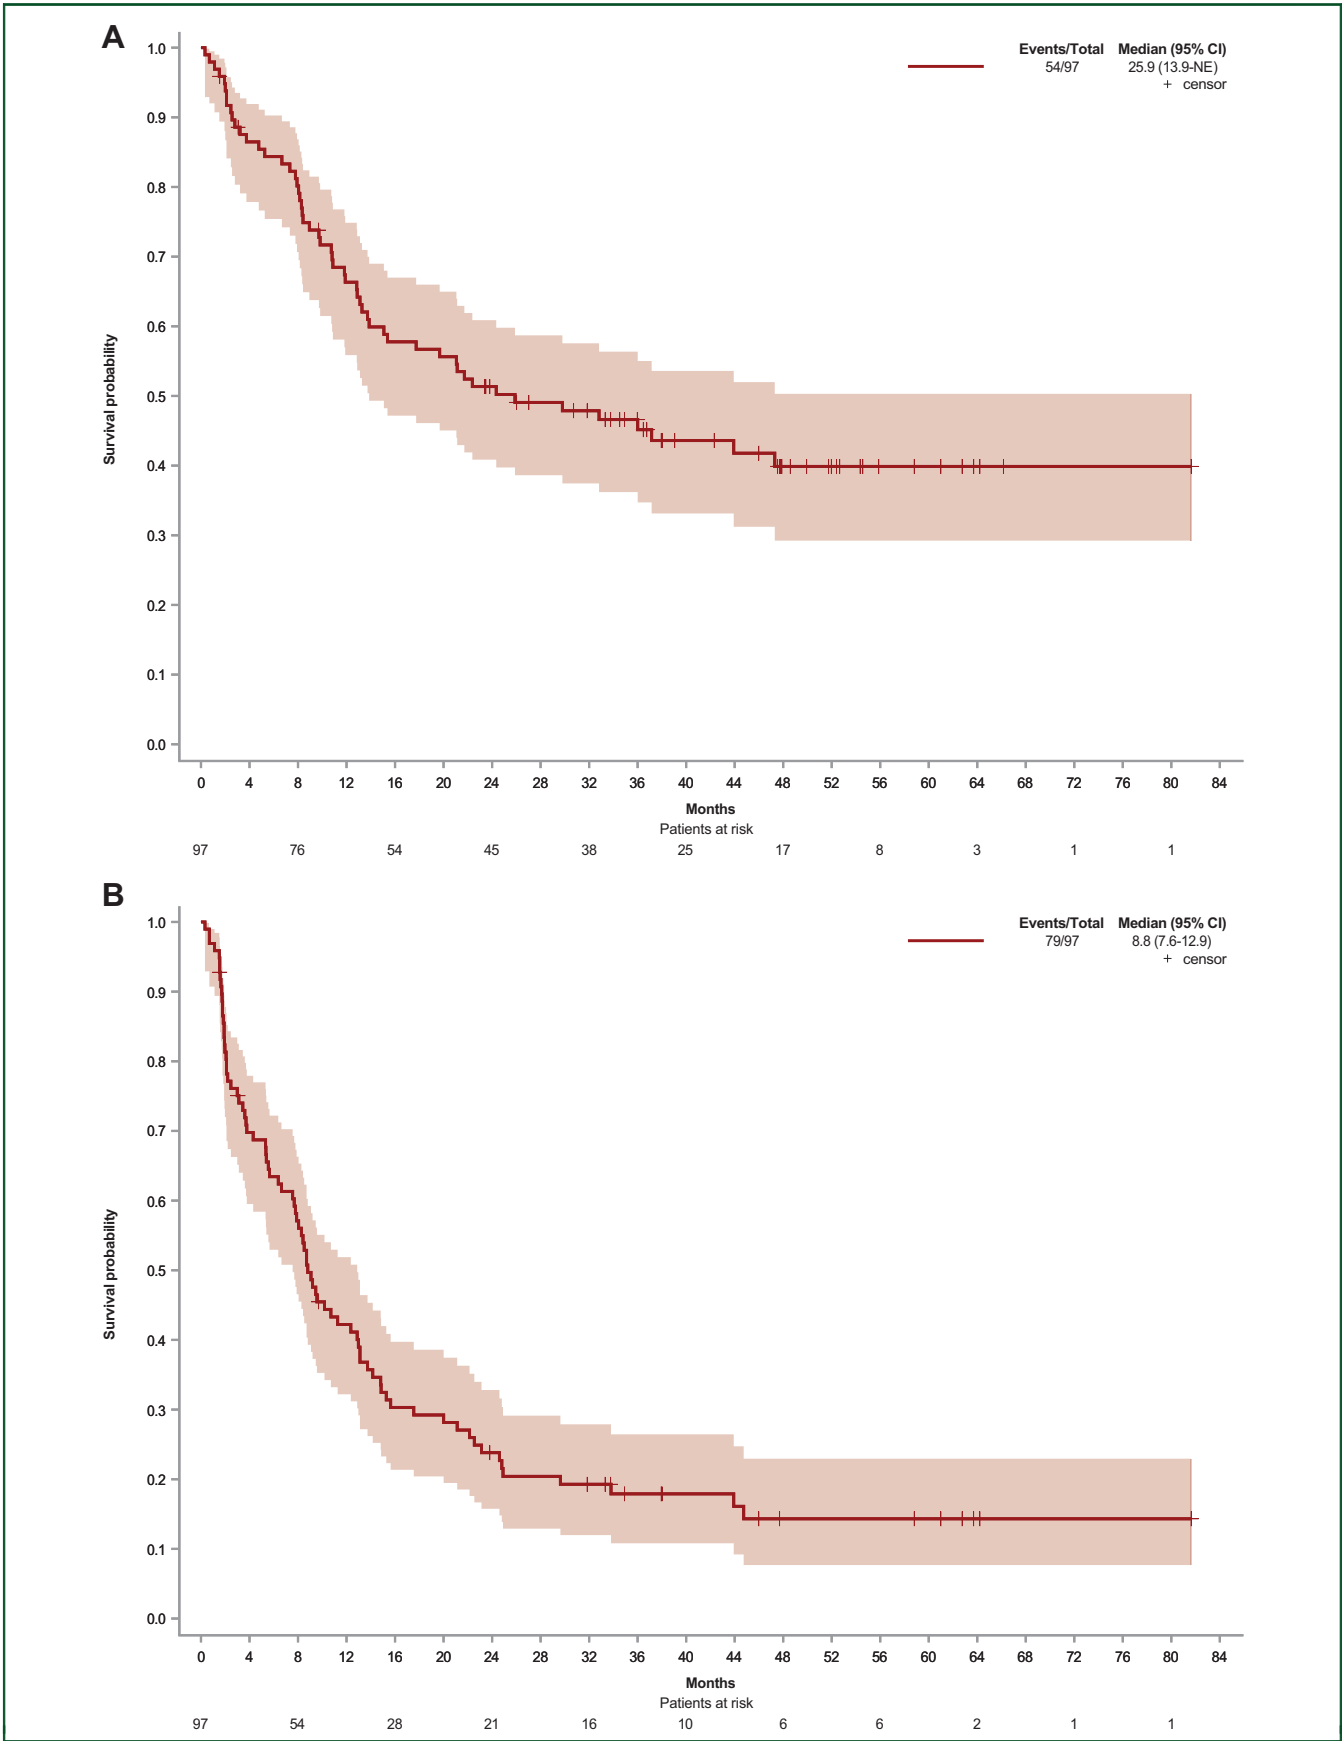 A
Events/Total Median (95% CI)
54/97 25.9 (13.9-NE)
+ censor
1.0
0.9
0.8
0.7
0.6
0.5
0.4
0.3
0.2
0.1
0.0
Survival probability
0 4 8 12 16 20 24 28 32 36 40 44 48 52 56 60 64 68 72 76 80 84
Months
Patients at risk
97 76 54 45 38 25 17 8 3 1 1
B
Events/Total Median (95% CI)
79/97 8.8 (7.6-12.9)
+ censor
1.0
0.9
0.8
0.7
0.6
0.5
0.4
0.3
0.2
0.1
0.0
Survival probability
0 4 8 12 16 20 24 28 32 36 40 44 48 52 56 60 64 68 72 76 80 84
Months
Patients at risk
97 54 28 21 16 10 6 6 2 1 1